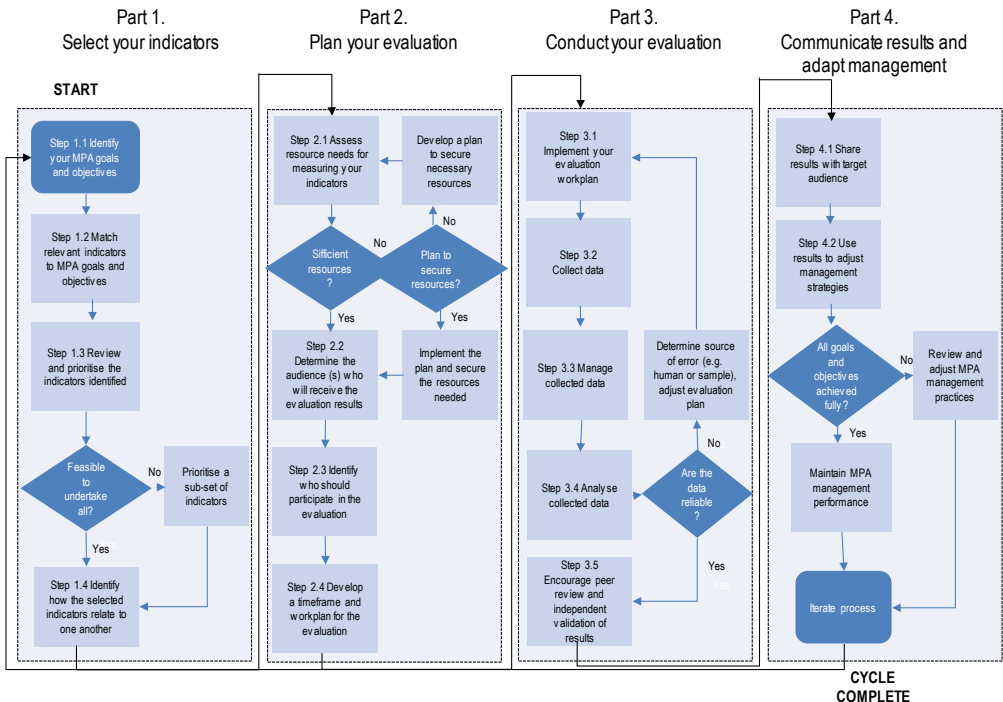 Part 1.
Select your indicators
Part 2.
Plan your evaluation
Part 3.
Conduct your evaluation
Part 4.
Communicate results and
adapt management
START
Step 1.1 Identify
your MPA goals
and objectives
Step 1.2 Match
relevant indicators
to MPA goals and
objectives
Step 1.3 Review
and prioritise the
indicators identified
Feasible
to
undertake
all?
No
Prioritise a
sub-set of
indicators
Yes
Step 1.4 Identify
how the selected
indicators relate to
one another
Step 2.1 Assess
resource needs for
measuring your
indicators
Develop a plan
to secure
necessary
resources
No
Sifficient
resources
?
No
Plan to
secure
resources?
Yes
Yes
Step 2.2
Determine the
audience (s) who
will receive the
evaluation results
Implement the
plan and secure
the resources
needed
Step 2.3 Identify
who should
participate in the
evaluation
Step 2.4 Develop
a timeframe and
workplan for the
evaluation
Step 3.1
Implement your
evaluation
workplan
Step 3.2
Collect data
Step 3.3 Manage
collected data
Determine source
of error (e.g.
human or sample),
adjust evaluation
plan
No
Step 3.4 Analyse
collected data
Are the
data
reliable
?
Yes
Yes
Step 3.5
Encourage peer
review and
independent
validation of
results
Step 4.1 Share
results with target
audience
Step 4.2 Use
results to adjust
management
strategies
All goals
and
objectives
achieved
fully?
No
Review and
adjust MPA
management
practices
Yes
Maintain MPA
management
performance
Iterate process
CYCLE
COMPLETE